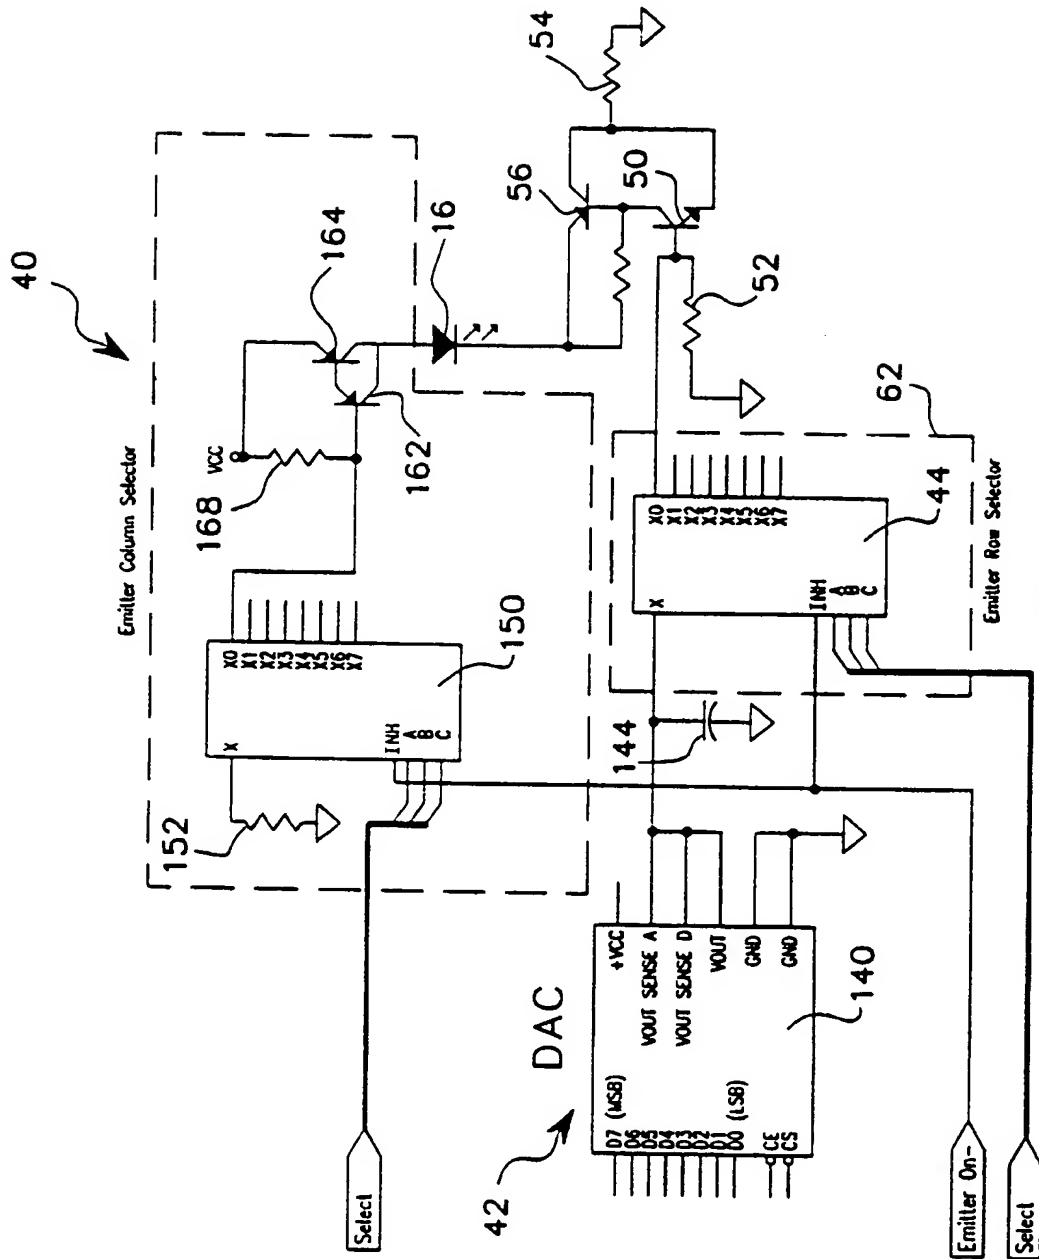 40
Emitter Column Selector
VCC
168
164
162
16
X
X0
X1
X2
X3
X4
X5
X6
X7
INH
A
B
C
150
152
Select
54
56
50
52
62
X
X0
X1
X2
X3
X4
X5
X6
X7
INH
A
B
C
44
Emitter Row Selector
144
42
DAC
D7 (MSB)
D6
D5
D4
D3
D2
D1
D0 (LSB)
CE
CS
+VCC
VOUT SENSE A
VOUT SENSE D
VOUT
GND
GND
140
Emitter On-
Select